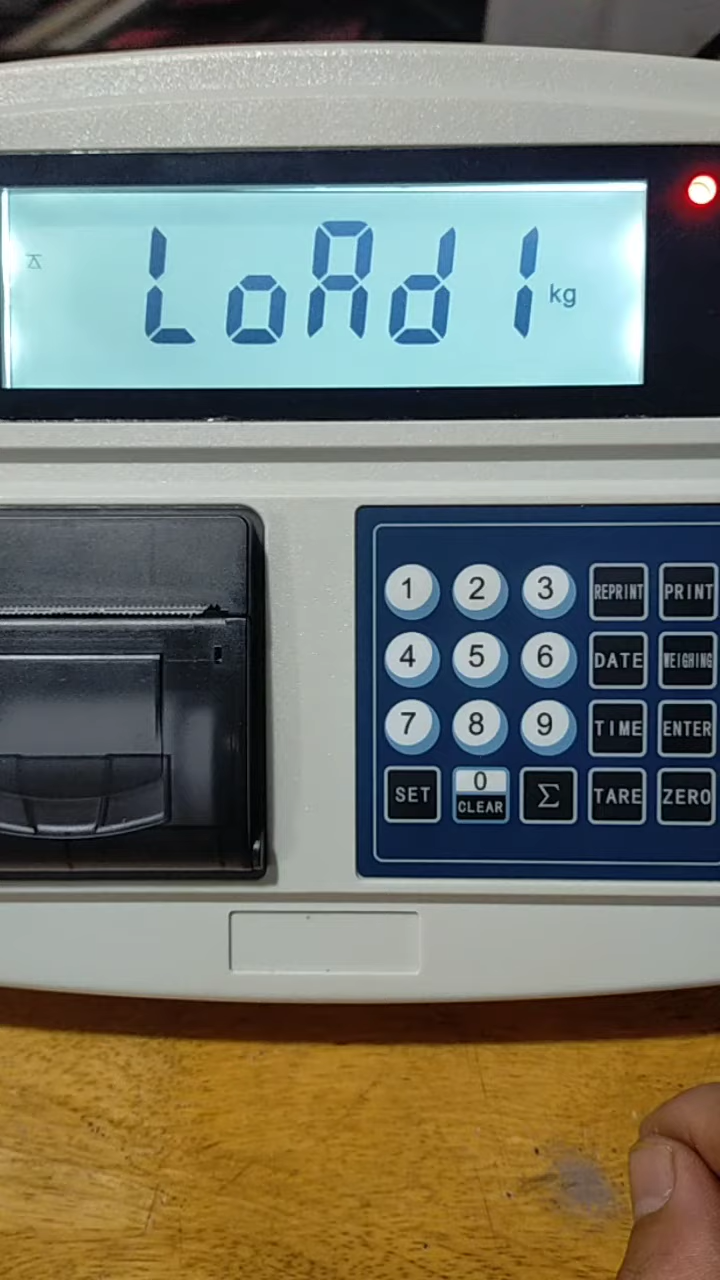 LoAd1
kg
1 2 3 REPRINT PRINT
4 5 6 DATE WEIGHING
7 8 9 TIME ENTER
SET 0 CLEAR Σ TARE ZERO